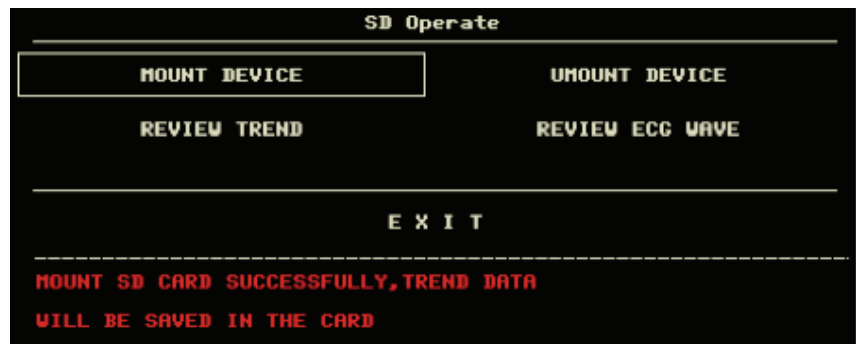 SD Operate
MOUNT DEVICE UMOUNT DEVICE
REVIEW TREND REVIEW ECG WAVE
E X I T
MOUNT SD CARD SUCCESSFULLY,TREND DATA
WILL BE SAVED IN THE CARD